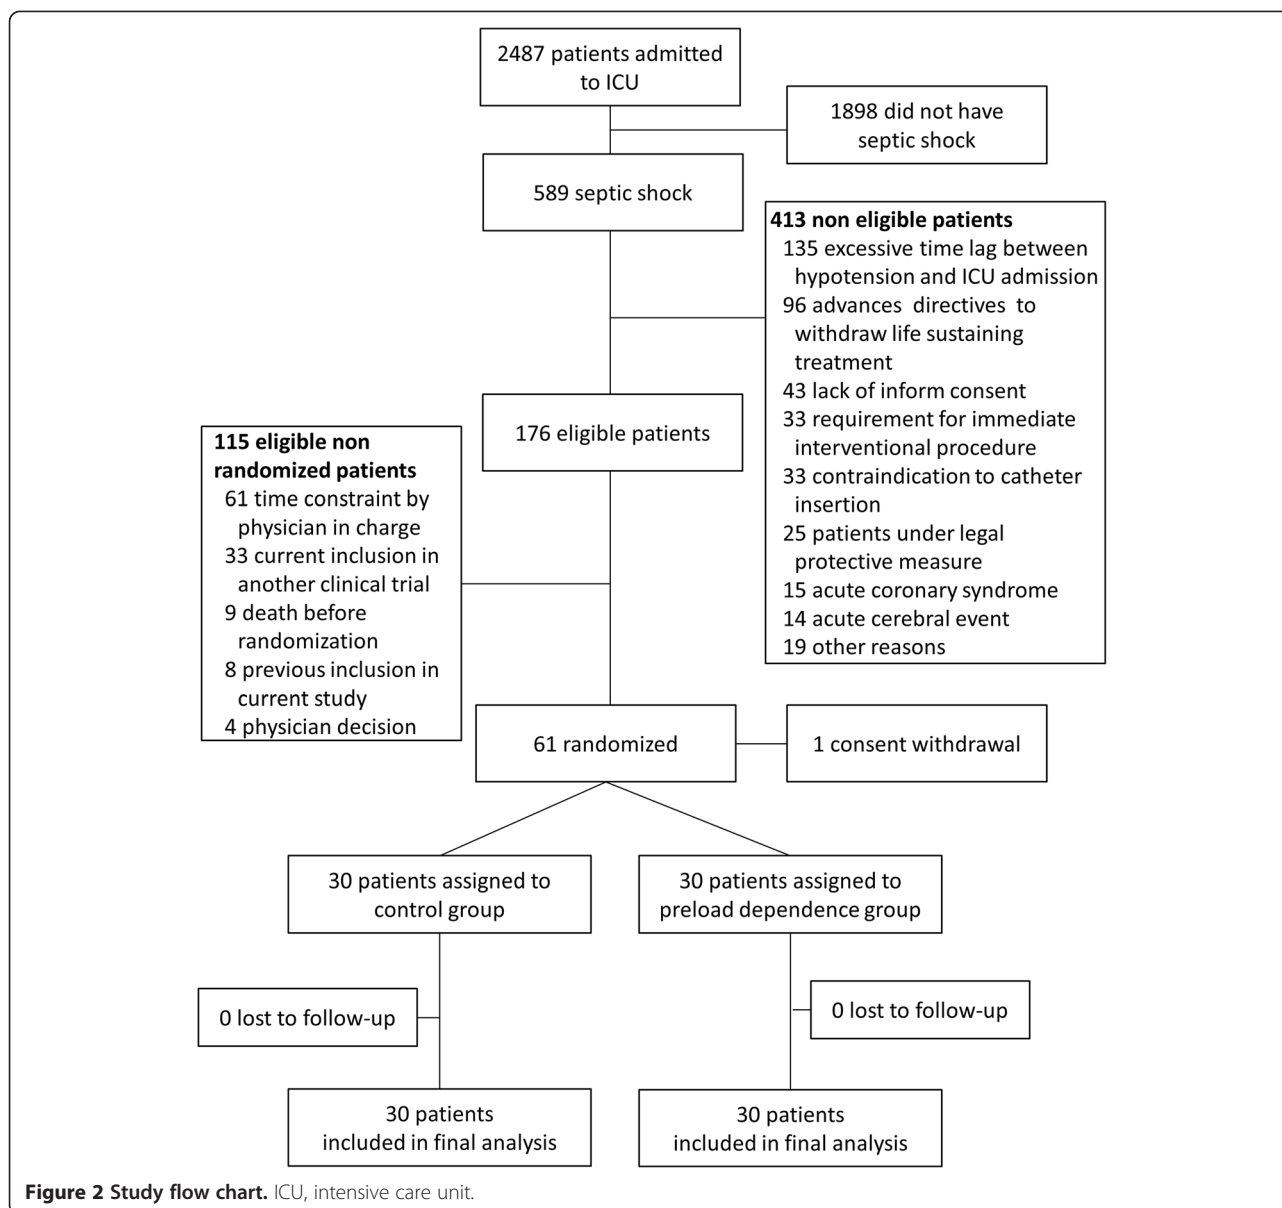 2487 patients admitted
to ICU
1898 did not have
septic shock
589 septic shock
413 non eligible patients
135 excessive time lag between
hypotension and ICU admission
96 advances directives to
withdraw life sustaining
treatment
43 lack of inform consent
33 requirement for immediate
interventional procedure
33 contraindication to catheter
insertion
25 patients under legal
protective measure
15 acute coronary syndrome
14 acute cerebral event
19 other reasons
176 eligible patients
115 eligible non
randomized patients
61 time constraint by
physician in charge
33 current inclusion in
another clinical trial
9 death before
randomization
8 previous inclusion in
current study
4 physician decision
61 randomized
1 consent withdrawal
30 patients assigned to
control group
30 patients assigned to
preload dependence group
0 lost to follow-up
0 lost to follow-up
30 patients
included in final analysis
30 patients
included in final analysis
Figure 2 Study flow chart. ICU, intensive care unit.